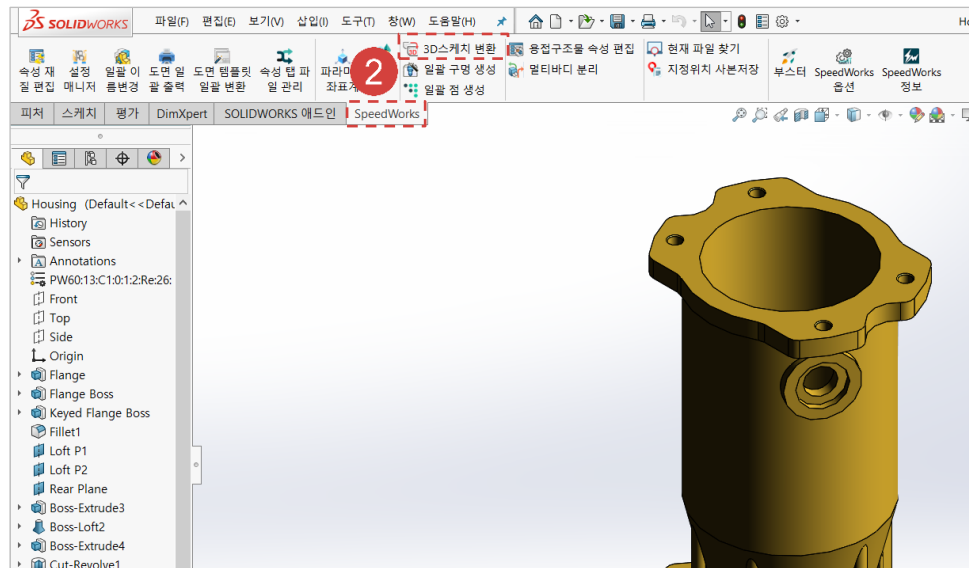 SOLIDWORKS 파일(F) 편집(E) 보기(V) 삽입(I) 도구(T) 창(W) 도움말(H)
속성 재질 편집
설정 매니저
일괄 이름변경
도면 일괄 출력
도면 템플릿 일괄 변환
속성 탭 파일 관리
2
3D스케치 변환
일괄 구멍 생성
일괄 점 생성
용접구조물 속성 편집
멀티바디 분리
현재 파일 찾기
지정위치 사본저장
부스터
SpeedWorks 옵션
SpeedWorks 정보
피처 스케치 평가 DimXpert SOLIDWORKS 애드인 SpeedWorks
Housing (Default<<Defau
History
Sensors
Annotations
PW60:13:C1:0:1:2:Re:26:
Front
Top
Side
Origin
Flange
Flange Boss
Keyed Flange Boss
Fillet1
Loft P1
Loft P2
Rear Plane
Boss-Extrude3
Boss-Loft2
Boss-Extrude4
Cut-Revolve1